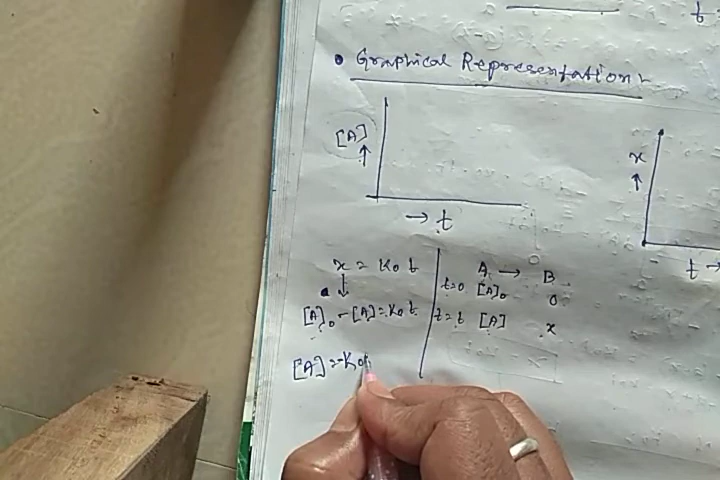 t
• Graphical Representation :-
[A] ↑
→ t
x ↑
t →
x = K₀ t
↓
[A]₀ - [A] = K₀ t
[A] = -K₀t
A → B
t=0 [A]₀ 0
t=t [A] x